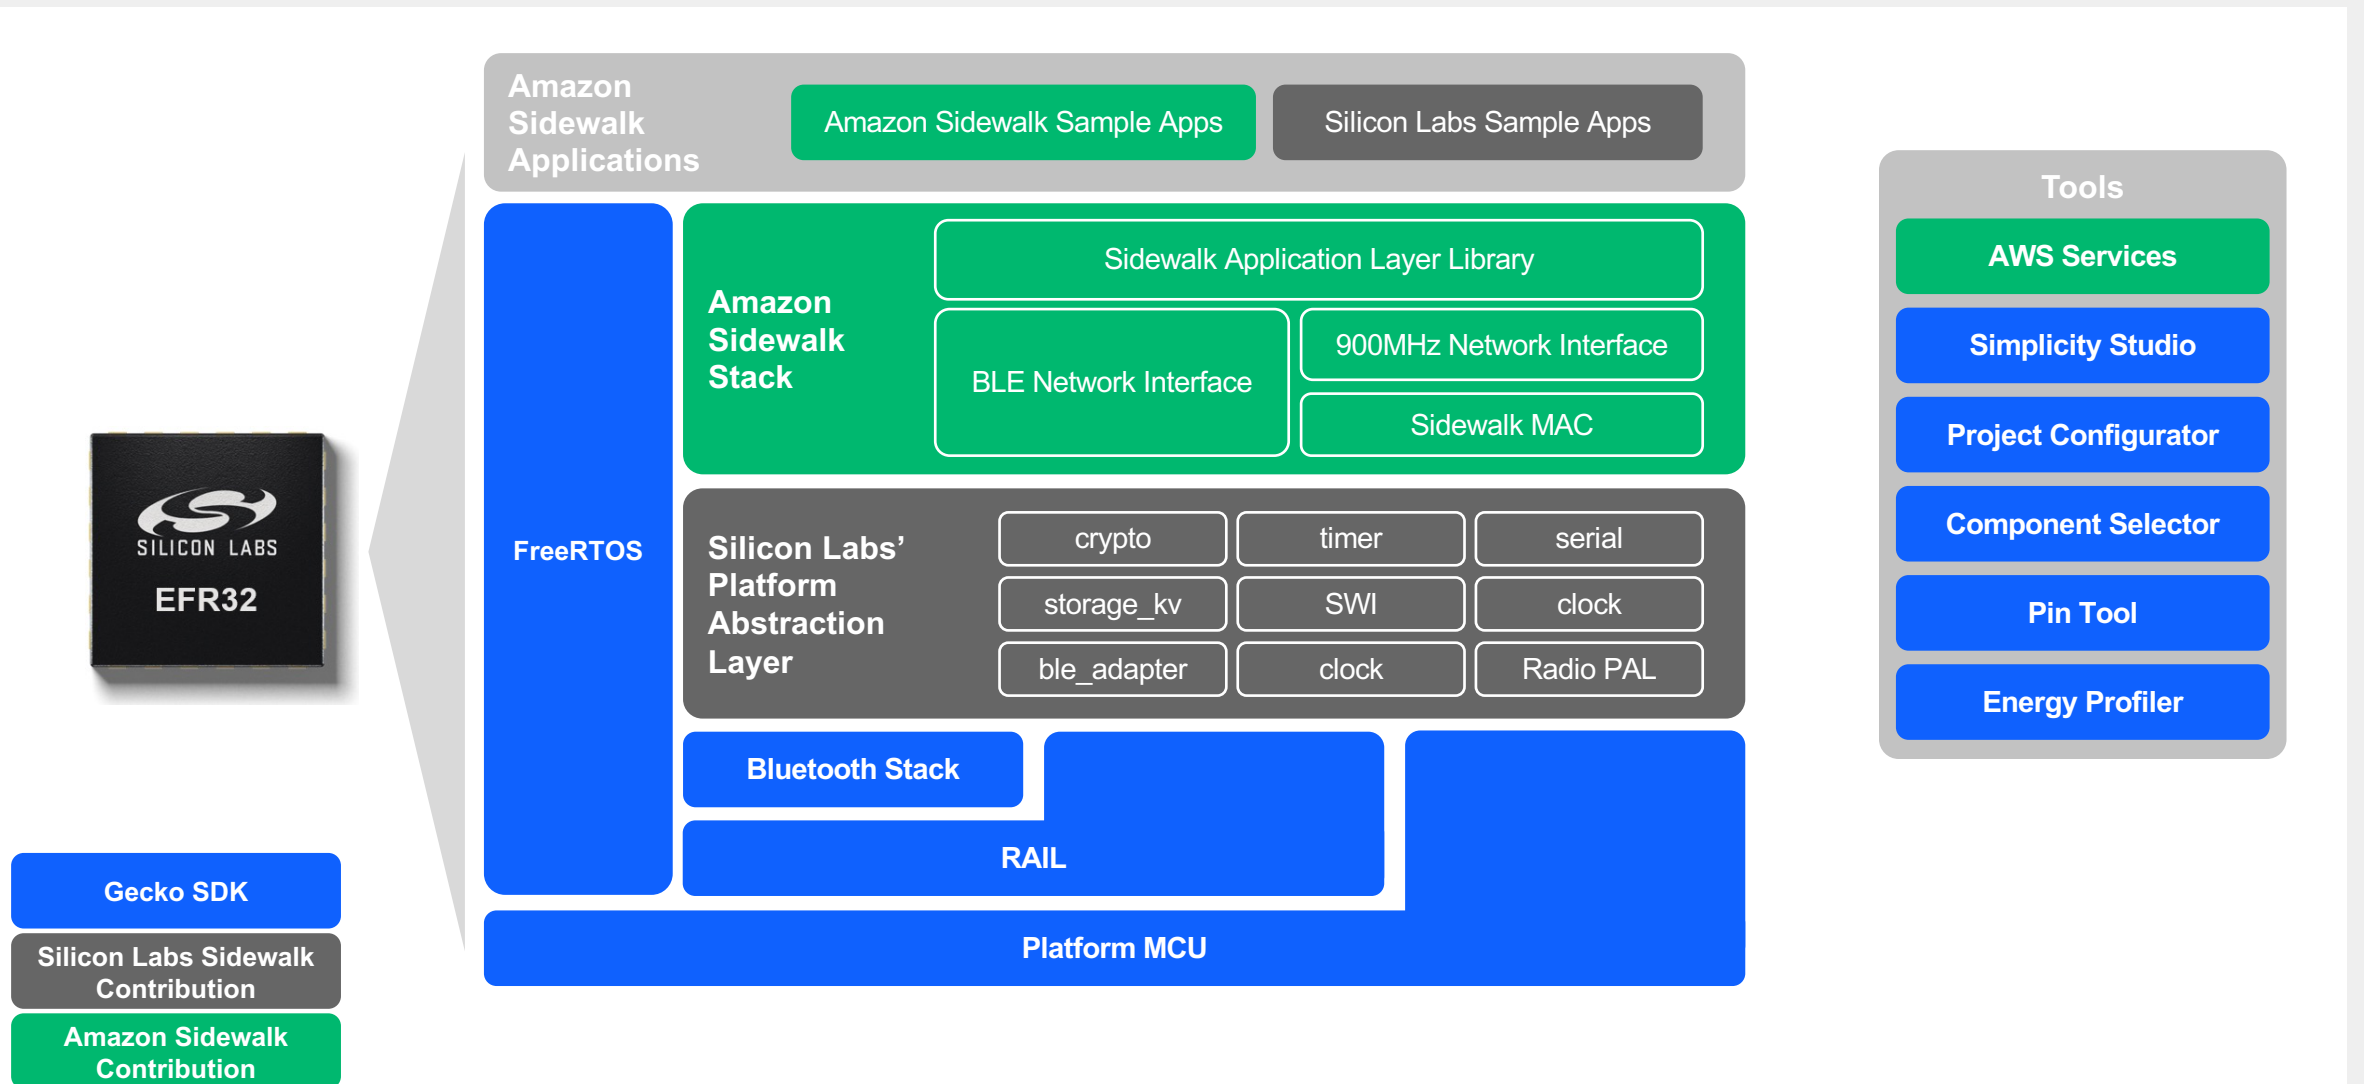 Amazon
Sidewalk
Applications
Amazon Sidewalk Sample Apps
Silicon Labs Sample Apps
FreeRTOS
Amazon
Sidewalk
Stack
Sidewalk Application Layer Library
BLE Network Interface
900MHz Network Interface
Sidewalk MAC
Silicon Labs’
Platform
Abstraction
Layer
crypto
timer
serial
storage_kv
SWI
clock
ble_adapter
clock
Radio PAL
Bluetooth Stack
RAIL
Platform MCU
Tools
AWS Services
Simplicity Studio
Project Configurator
Component Selector
Pin Tool
Energy Profiler
SILICON LABS
EFR32
Gecko SDK
Silicon Labs Sidewalk
Contribution
Amazon Sidewalk
Contribution